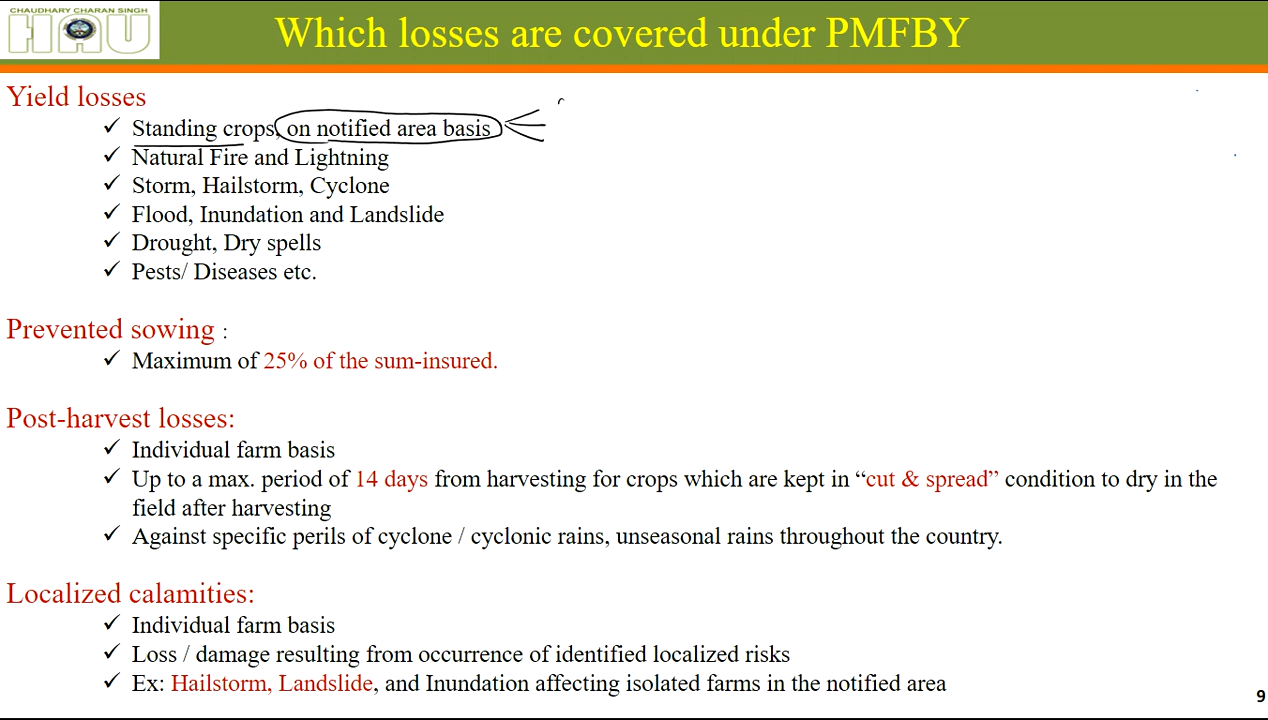 CHAUDHARY CHARAN SINGH
HAU
Which losses are covered under PMFBY
Yield losses
✓ Standing crops, on notified area basis
✓ Natural Fire and Lightning
✓ Storm, Hailstorm, Cyclone
✓ Flood, Inundation and Landslide
✓ Drought, Dry spells
✓ Pests/ Diseases etc.
Prevented sowing :
✓ Maximum of 25% of the sum-insured.
Post-harvest losses:
✓ Individual farm basis
✓ Up to a max. period of 14 days from harvesting for crops which are kept in “cut & spread” condition to dry in the
field after harvesting
✓ Against specific perils of cyclone / cyclonic rains, unseasonal rains throughout the country.
Localized calamities:
✓ Individual farm basis
✓ Loss / damage resulting from occurrence of identified localized risks
✓ Ex: Hailstorm, Landslide, and Inundation affecting isolated farms in the notified area
9